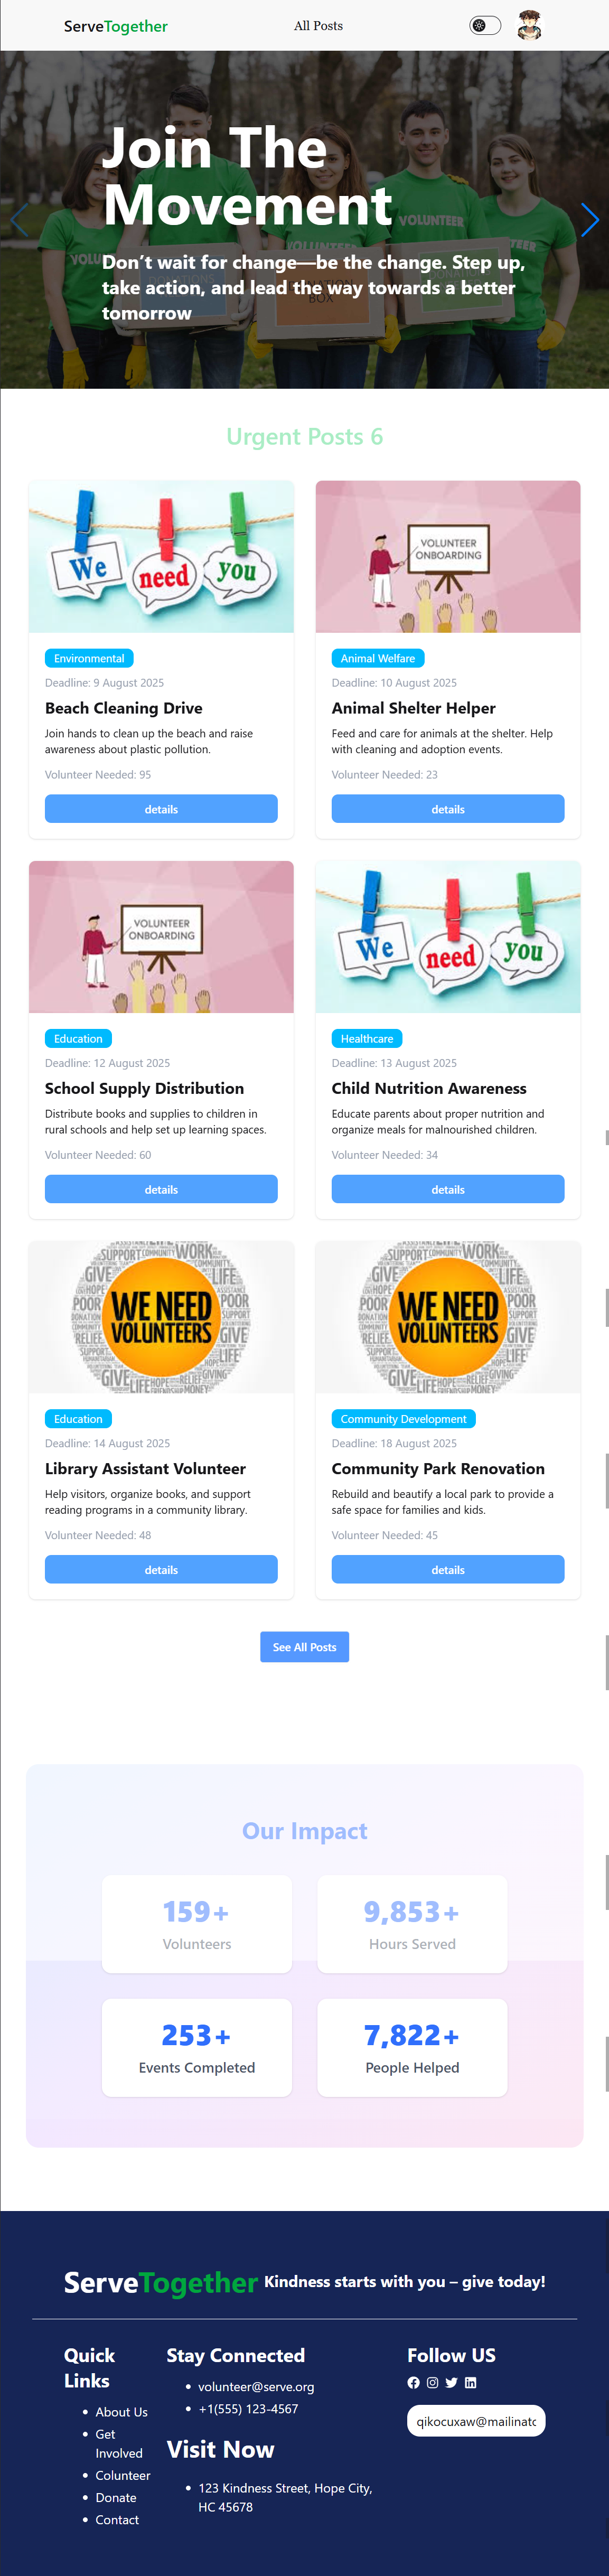 ServeTogether
All Posts
Join The
Movement
Don't wait for change—be the change. Step up,
take action, and lead the way towards a better
tomorrow
VOLUNTEER
VOLUNTEER
Urgent Posts 6
We need you
VOLUNTEER
ONBOARDING
Environmental
Deadline: 9 August 2025
Beach Cleaning Drive
Join hands to clean up the beach and raise
awareness about plastic pollution.
Volunteer Needed: 95
details
Animal Welfare
Deadline: 10 August 2025
Animal Shelter Helper
Feed and care for animals at the shelter. Help
with cleaning and adoption events.
Volunteer Needed: 23
details
VOLUNTEER
ONBOARDING
We need you
Education
Deadline: 12 August 2025
School Supply Distribution
Distribute books and supplies to children in
rural schools and help set up learning spaces.
Volunteer Needed: 60
details
Healthcare
Deadline: 13 August 2025
Child Nutrition Awareness
Educate parents about proper nutrition and
organize meals for malnourished children.
Volunteer Needed: 34
details
WE NEED
VOLUNTEERS
WE NEED
VOLUNTEERS
Education
Deadline: 14 August 2025
Library Assistant Volunteer
Help visitors, organize books, and support
reading programs in a community library.
Volunteer Needed: 48
details
Community Development
Deadline: 18 August 2025
Community Park Renovation
Rebuild and beautify a local park to provide a
safe space for families and kids.
Volunteer Needed: 45
details
See All Posts
Our Impact
159+
Volunteers
9,853+
Hours Served
253+
Events Completed
7,822+
People Helped
ServeTogether Kindness starts with you – give today!
Quick
Links
About Us
Get
Involved
Colunteer
Donate
Contact
Stay Connected
volunteer@serve.org
+1(555) 123-4567
Visit Now
123 Kindness Street, Hope City,
HC 45678
Follow US
qikocuxaw@mailinatc